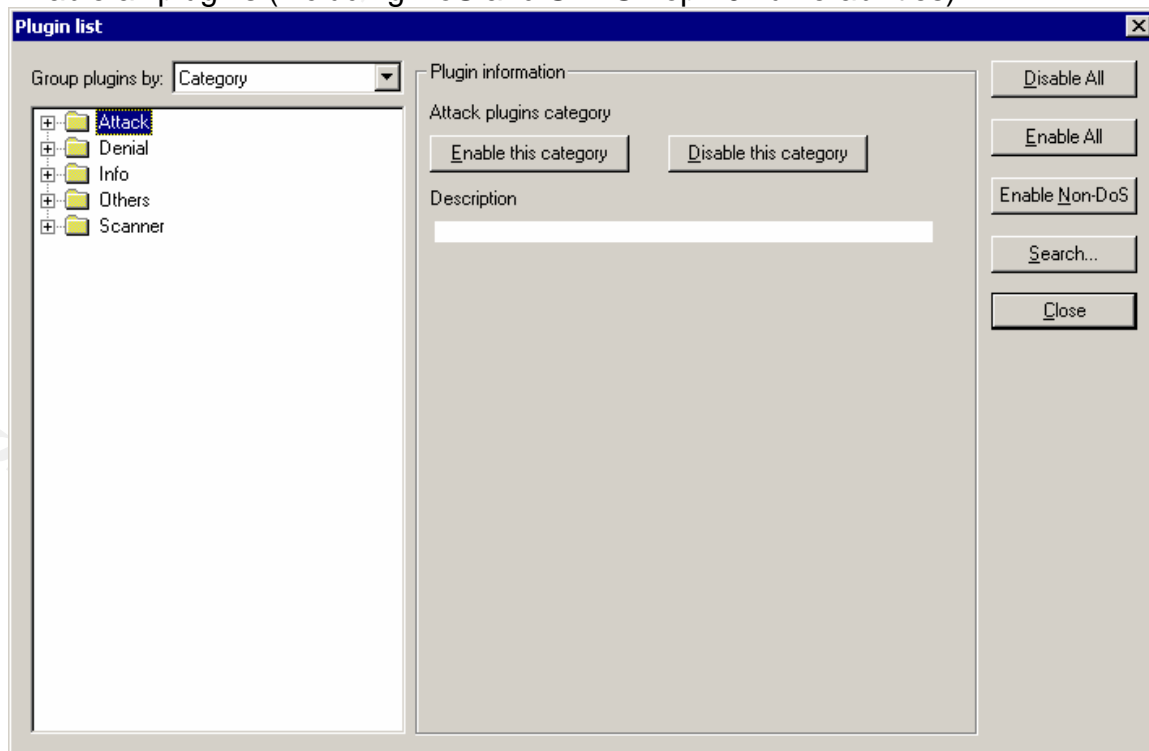 Plugin list
Group plugins by: Category
Attack
Denial
Info
Others
Scanner
Plugin information
Attack plugins category
Enable this category
Disable this category
Description
Disable All
Enable All
Enable Non-DoS
Search...
Close